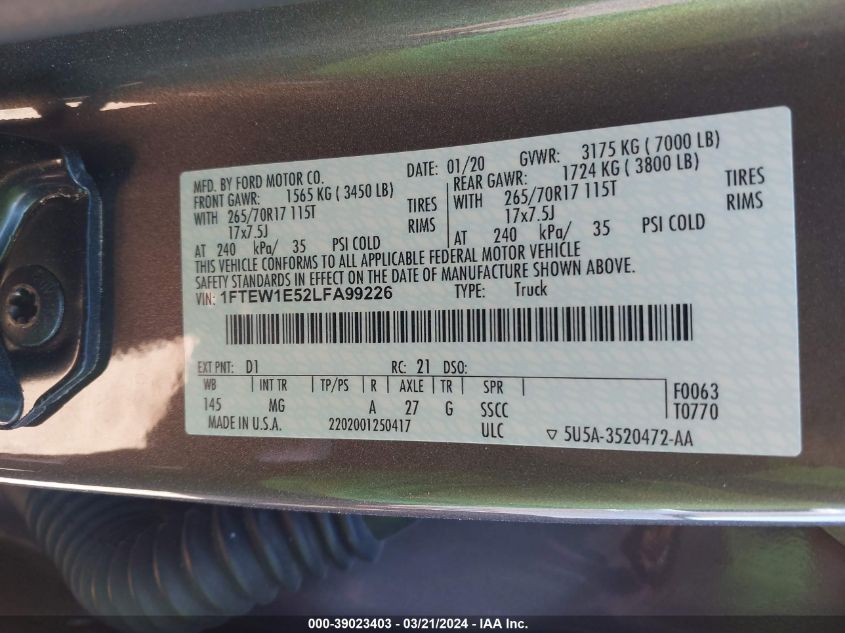 MFD. BY FORD MOTOR CO. DATE: 01/20 GVWR: 3175 KG ( 7000 LB)
FRONT GAWR: 1565 KG ( 3450 LB) REAR GAWR: 1724 KG ( 3800 LB)
WITH 265/70R17 115T TIRES WITH 265/70R17 115T TIRES
17x7.5J RIMS 17x7.5J RIMS
AT 240 kPa/ 35 PSI COLD AT 240 kPa/ 35 PSI COLD
THIS VEHICLE CONFORMS TO ALL APPLICABLE FEDERAL MOTOR VEHICLE
SAFETY STANDARDS IN EFFECT ON THE DATE OF MANUFACTURE SHOWN ABOVE.
VIN: 1FTEW1E52LFA99226 TYPE: Truck
EXT PNT: D1 RC: 21 DSO:
WB INT TR TP/PS R AXLE TR SPR F0063
145 MG A 27 G SSCC T0770
MADE IN U.S.A. 2202001250417 ULC ▽ 5U5A-3520472-AA
000-39023403 - 03/21/2024 - IAA Inc.